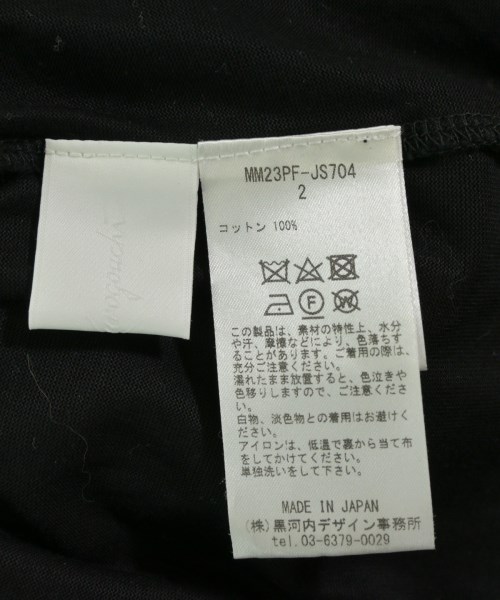 MM23PF-JS704
2
コットン 100%
F
W
この製品は、素材の特性上、水分
や汗、摩擦などにより、色落ちす
ることがあります。ご着用の際は、
充分ご注意ください。
濡れたまま放置すると、色泣きや
色移りしますので、ご注意くださ
い。
白物、淡色物との着用はお避けく
ださい。
アイロンは、低温で裏から当て布
をしてかけてください。
単独洗いをして下さい。
MADE IN JAPAN
(株)黒河内デザイン事務所
tel. 03-6379-0029